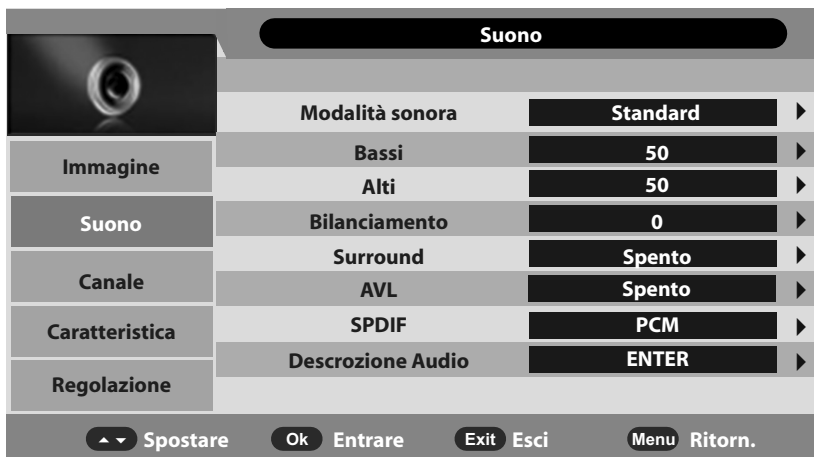 Suono
Modalità sonora Standard
Bassi 50
Alti 50
Bilanciamento 0
Surround Spento
AVL Spento
SPDIF PCM
Descrozione Audio ENTER
Immagine
Suono
Canale
Caratteristica
Regolazione
Spostare Ok Entrare Exit Esci Menu Ritorn.